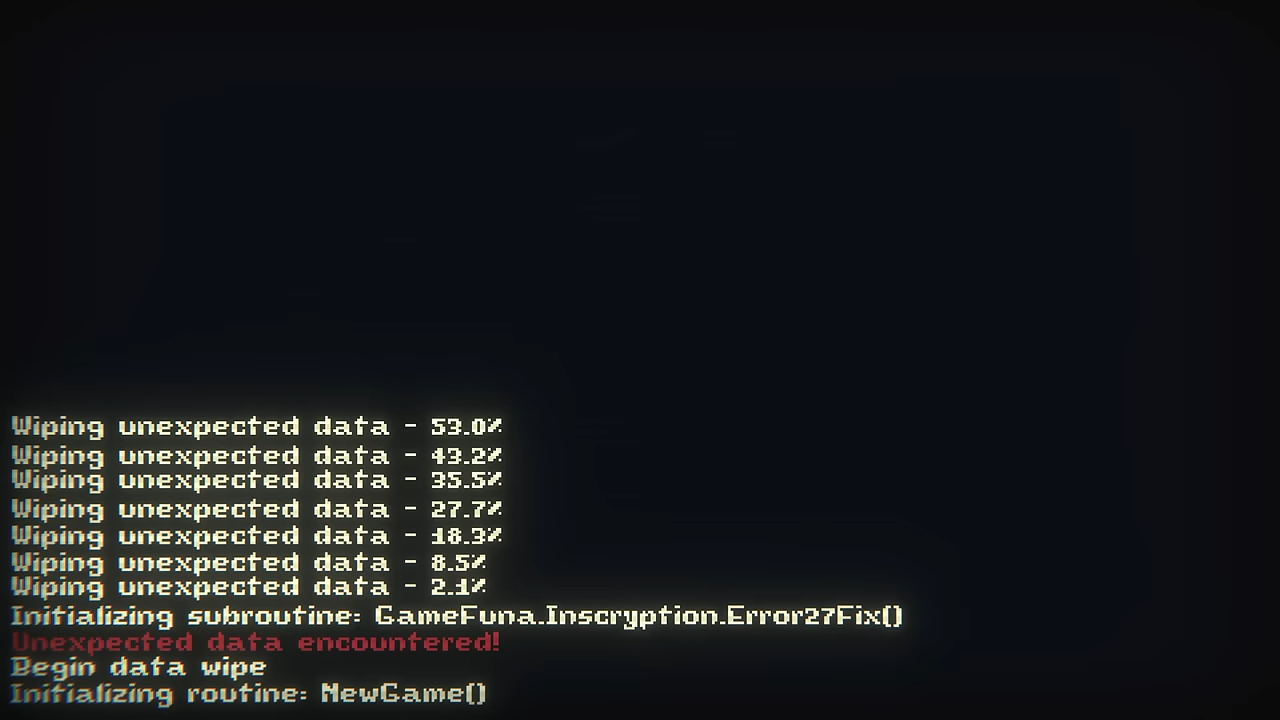 Wiping unexpected data - 53.0%
Wiping unexpected data - 43.2%
Wiping unexpected data - 35.5%
Wiping unexpected data - 27.7%
Wiping unexpected data - 18.3%
Wiping unexpected data - 8.5%
Wiping unexpected data - 2.1%
Initializing subroutine: GameFuna.Inscryption.Error27Fix()
Unexpected data encountered!
Begin data wipe
Initializing routine: NewGame()